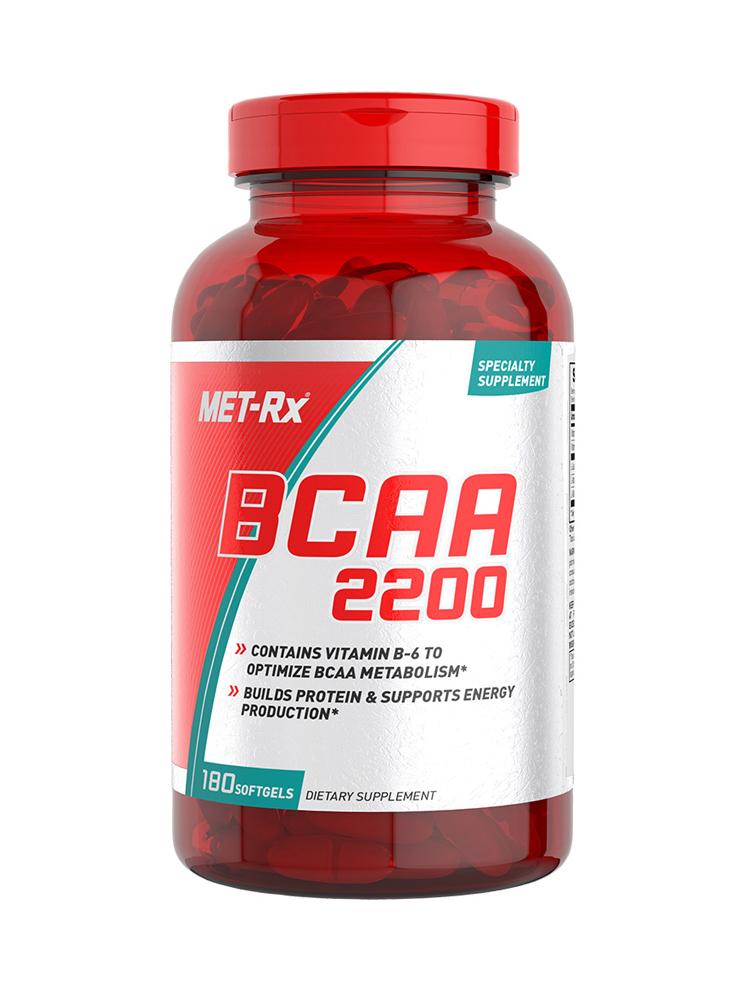 SPECIALTY
SUPPLEMENT
MET-Rx®
BCAA
2200
» CONTAINS VITAMIN B-6 TO
OPTIMIZE BCAA METABOLISM*
» BUILDS PROTEIN & SUPPORTS ENERGY
PRODUCTION*
180 SOFTGELS
DIETARY SUPPLEMENT